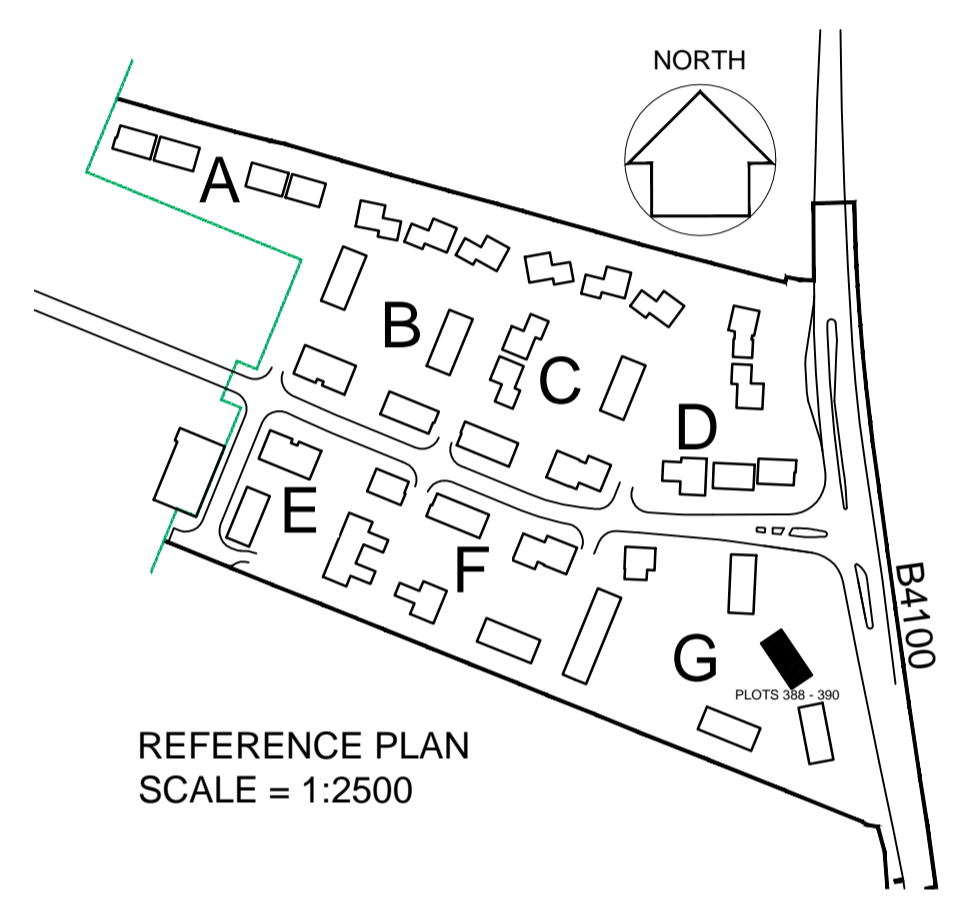 NORTH
A
B
C
D
E
F
B4100
G
PLOTS 388 - 390
REFERENCE PLAN
SCALE = 1:2500